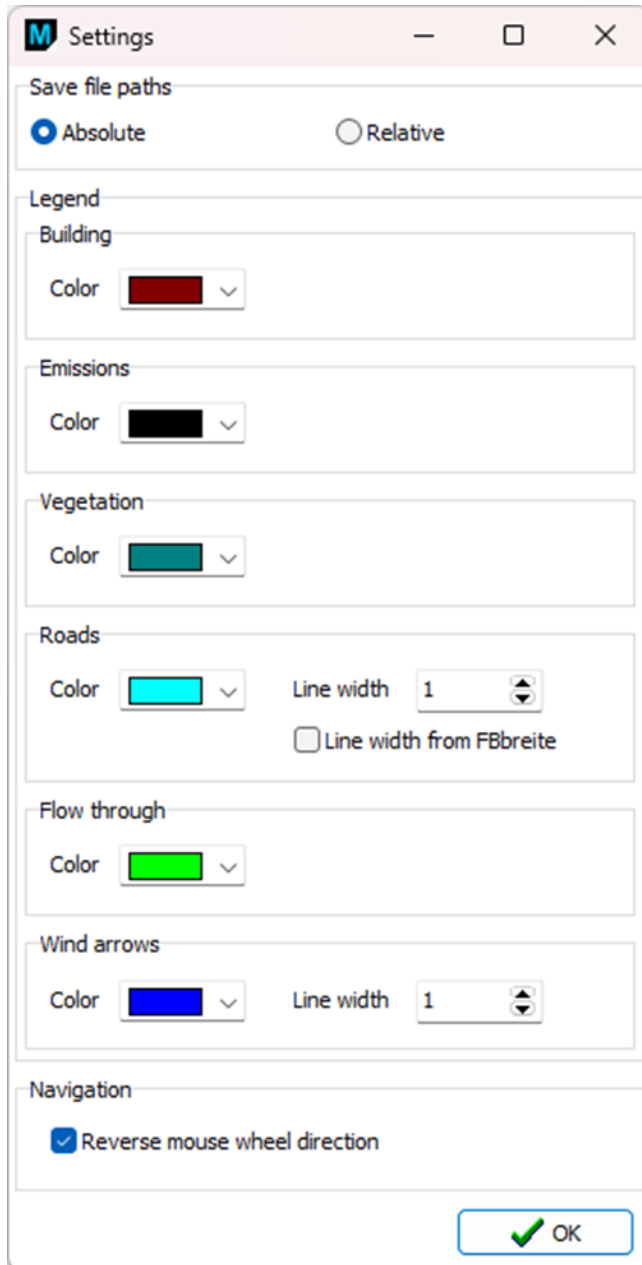 M Settings
Save file paths
Absolute Relative
Legend
Building
Color
Emissions
Color
Vegetation
Color
Roads
Color Line width 1
Line width from FBbreite
Flow through
Color
Wind arrows
Color Line width 1
Navigation
Reverse mouse wheel direction
OK